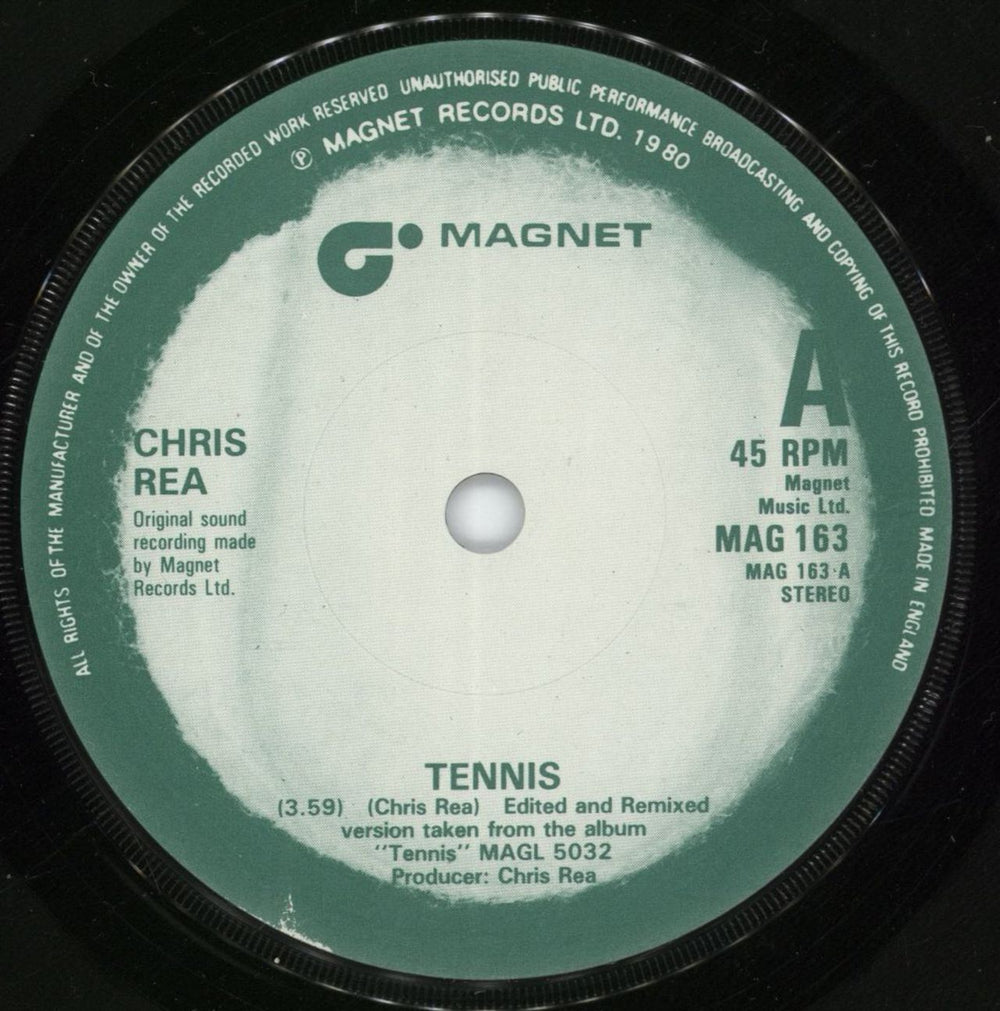 ALL RIGHTS OF THE MANUFACTURER AND OF THE OWNER OF THE RECORDED WORK RESERVED UNAUTHORISED PUBLIC PERFORMANCE BROADCASTING AND COPYING OF THIS RECORD PROHIBITED MADE IN ENGLAND
℗ MAGNET RECORDS LTD. 1980
MAGNET
A
CHRIS
REA
Original sound
recording made
by Magnet
Records Ltd.
45 RPM
Magnet
Music Ltd.
MAG 163
MAG 163·A
STEREO
TENNIS
(3.59) (Chris Rea) Edited and Remixed
version taken from the album
"Tennis" MAGL 5032
Producer: Chris Rea